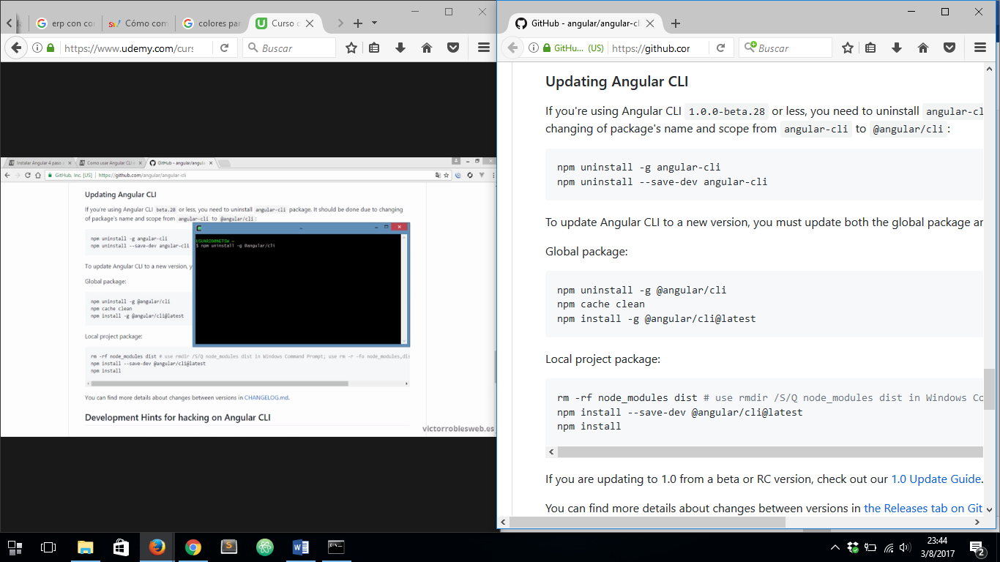 erp con co
Cómo com
colores par
Curso d
https://www.udemy.com/curs
Buscar
Instalar Angular 4 paso a
Como usar Angular CLI
GitHub - angular/angular
GitHub, Inc. [US] https://github.com/angular/angular-cli
Updating Angular CLI
If you're using Angular CLI beta.28 or less, you need to uninstall angular-cli package. It should be done due to changing
of package's name and scope from angular-cli to @angular/cli:
npm uninstall -g angular-cli
npm uninstall --save-dev angular-cli
To update Angular CLI to a new version, y
Global package:
npm uninstall -g @angular/cli
npm cache clean
npm install -g @angular/cli@latest
USUARIO@NETSW ~
$ npm uninstall -g @angular/cli
Local project package:
rm -rf node_modules dist # use rmdir /S/Q node_modules dist in Windows Command Prompt; use rm -r -fo node_modules,dis
npm install --save-dev @angular/cli@latest
npm install
You can find more details about changes between versions in CHANGELOG.md.
Development Hints for hacking on Angular CLI
victorroblesweb.es
GitHub - angular/angular-cli
GitHu... (US) https://github.cor
Buscar
Updating Angular CLI
If you're using Angular CLI 1.0.0-beta.28 or less, you need to uninstall angular-cl
changing of package's name and scope from angular-cli to @angular/cli:
npm uninstall -g angular-cli
npm uninstall --save-dev angular-cli
To update Angular CLI to a new version, you must update both the global package ar
Global package:
npm uninstall -g @angular/cli
npm cache clean
npm install -g @angular/cli@latest
Local project package:
rm -rf node_modules dist # use rmdir /S/Q node_modules dist in Windows Co
npm install --save-dev @angular/cli@latest
npm install
If you are updating to 1.0 from a beta or RC version, check out our 1.0 Update Guide.
You can find more details about changes between versions in the Releases tab on Git
23:44
3/8/2017
2